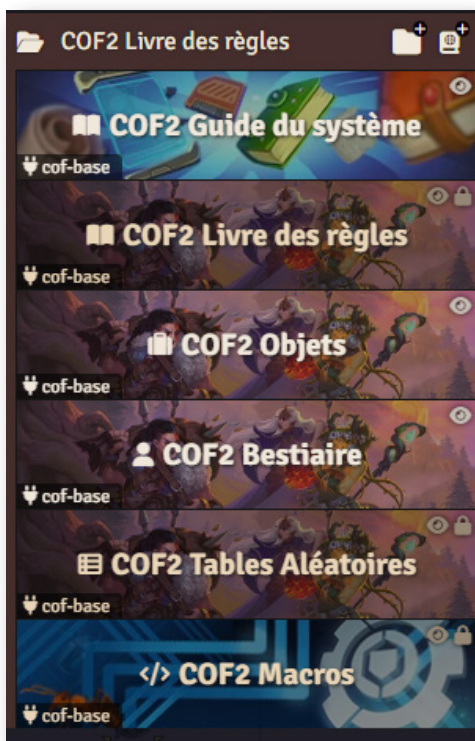 COF2 Livre des règles
COF2 Guide du système
cof-base
COF2 Livre des règles
cof-base
COF2 Objets
cof-base
COF2 Bestiaire
cof-base
COF2 Tables Aléatoires
cof-base
</> COF2 Macros
cof-base